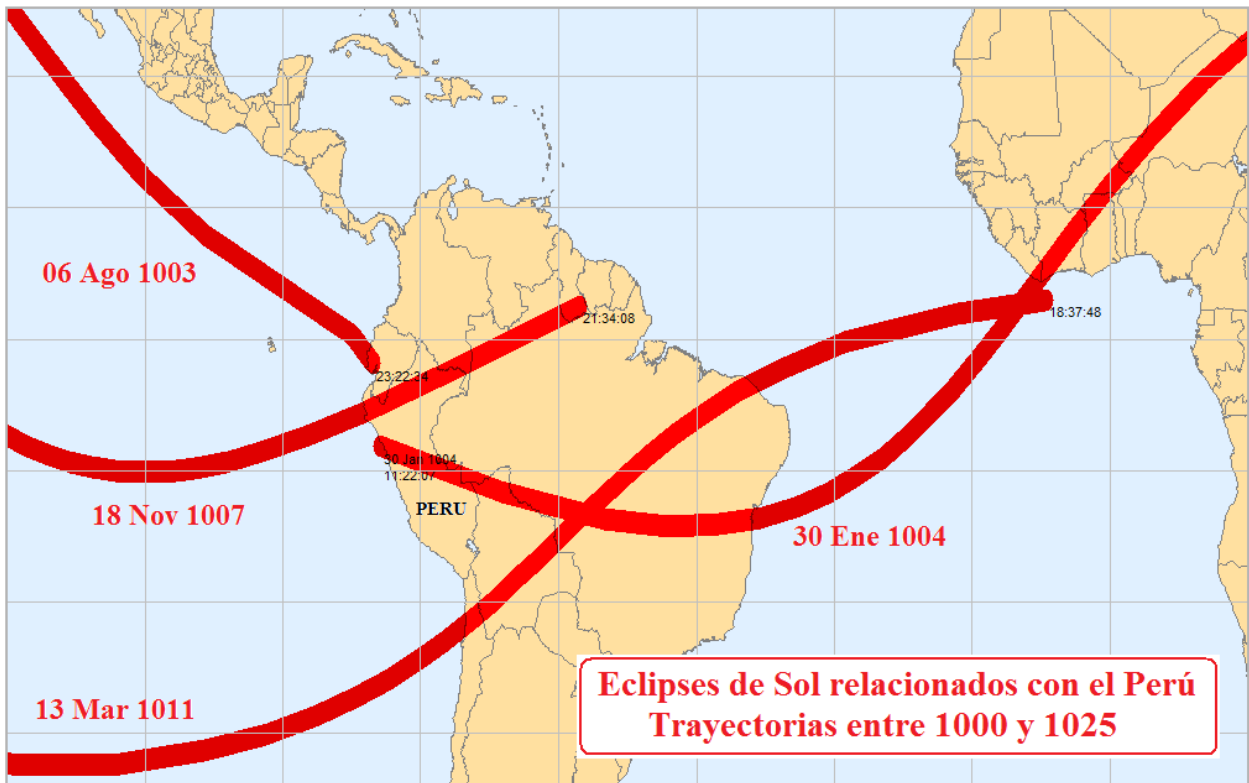 06 Ago 1003
21:34:08
18:37:48
23:22:34
30 Jan 1004
11:22:07
PERU
18 Nov 1007
30 Ene 1004
13 Mar 1011
Eclipses de Sol relacionados con el Perú
Trayectorias entre 1000 y 1025